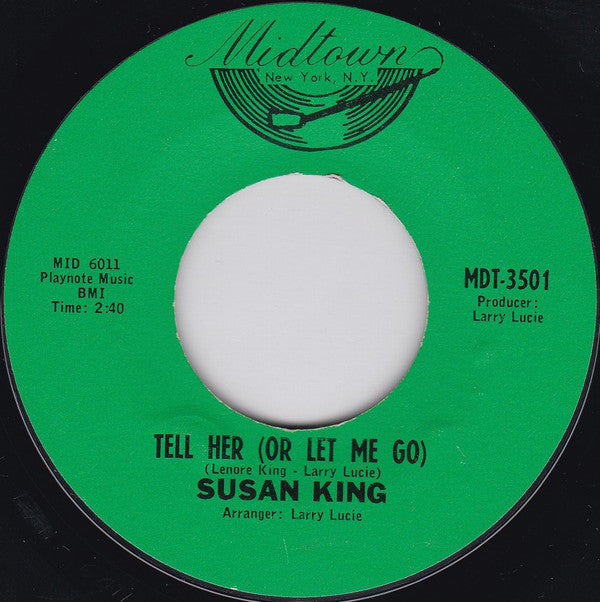 Midtown
New York, N.Y.
MID 6011
Playnote Music
BMI
Time: 2:40
MDT-3501
Producer:
Larry Lucie
TELL HER (OR LET ME GO)
(Lenore King - Larry Lucie)
SUSAN KING
Arranger: Larry Lucie